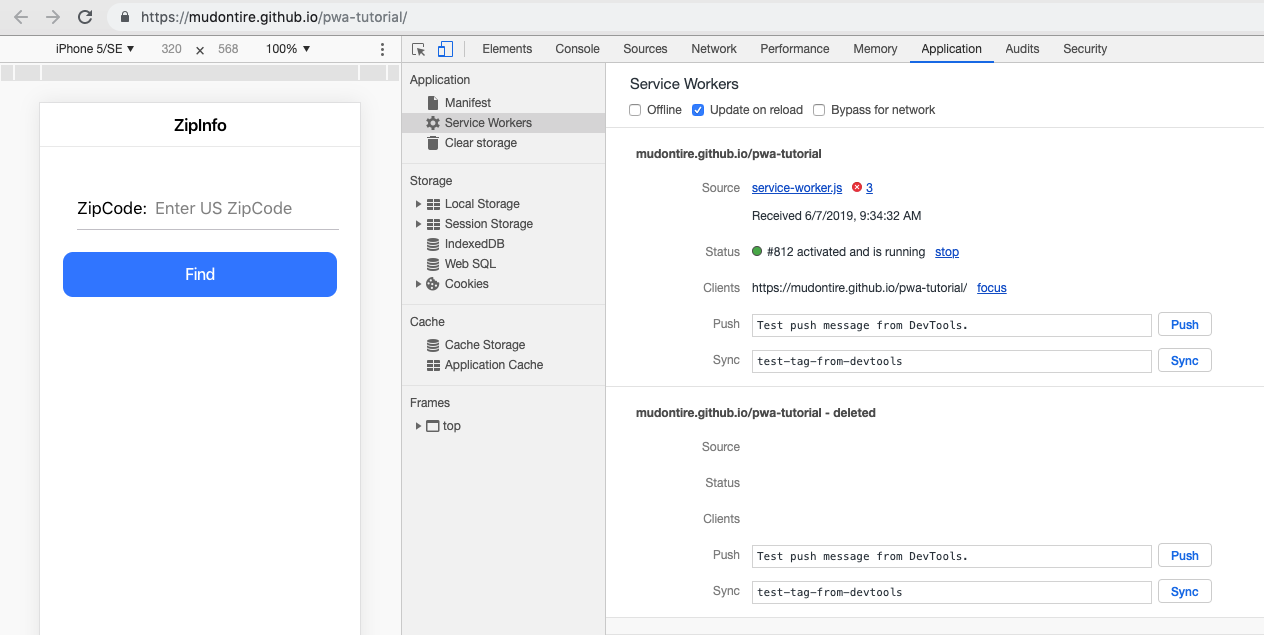 https://mudontire.github.io/pwa-tutorial/
iPhone 5/SE ▼ 320 × 568 100% ▼
Elements Console Sources Network Performance Memory Application Audits Security
ZipInfo
ZipCode: Enter US ZipCode
Find
Application
Manifest
Service Workers
Clear storage
Storage
Local Storage
Session Storage
IndexedDB
Web SQL
Cookies
Cache
Cache Storage
Application Cache
Frames
top
Service Workers
Offline Update on reload Bypass for network
mudontire.github.io/pwa-tutorial
Source service-worker.js 3
Received 6/7/2019, 9:34:32 AM
Status #812 activated and is running stop
Clients https://mudontire.github.io/pwa-tutorial/ focus
Push Test push message from DevTools. Push
Sync test-tag-from-devtools Sync
mudontire.github.io/pwa-tutorial - deleted
Source
Status
Clients
Push Test push message from DevTools. Push
Sync test-tag-from-devtools Sync